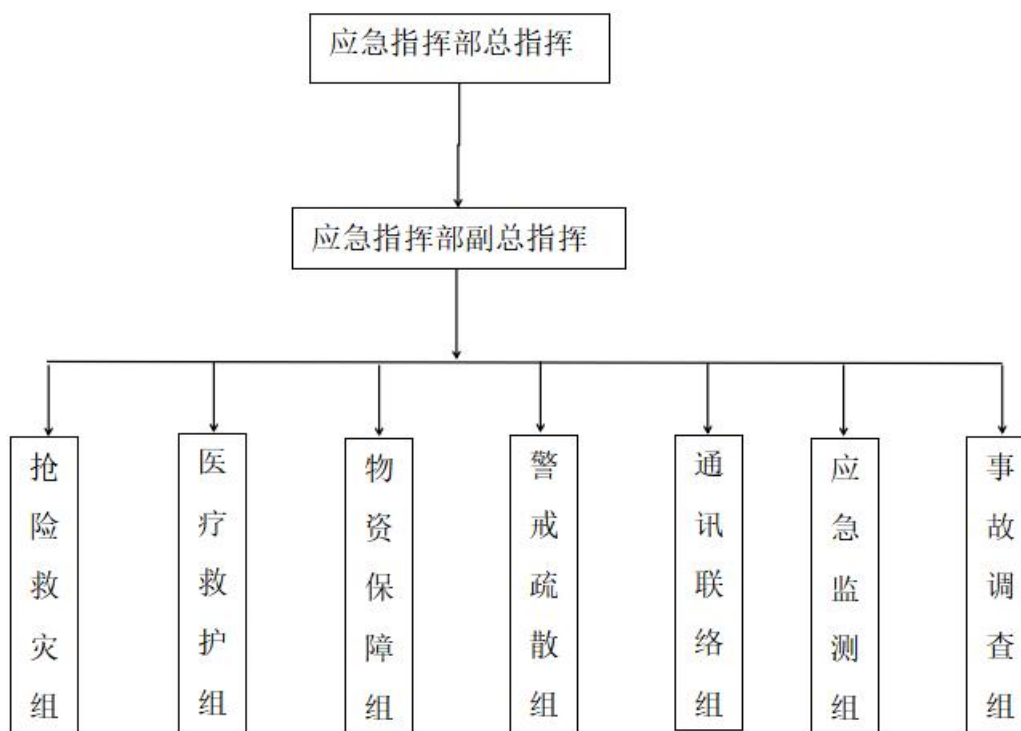 应急指挥部总指挥
应急指挥部副总指挥
抢险救灾组
医疗救护组
物资保障组
警戒疏散组
通讯联络组
应急监测组
事故调查组